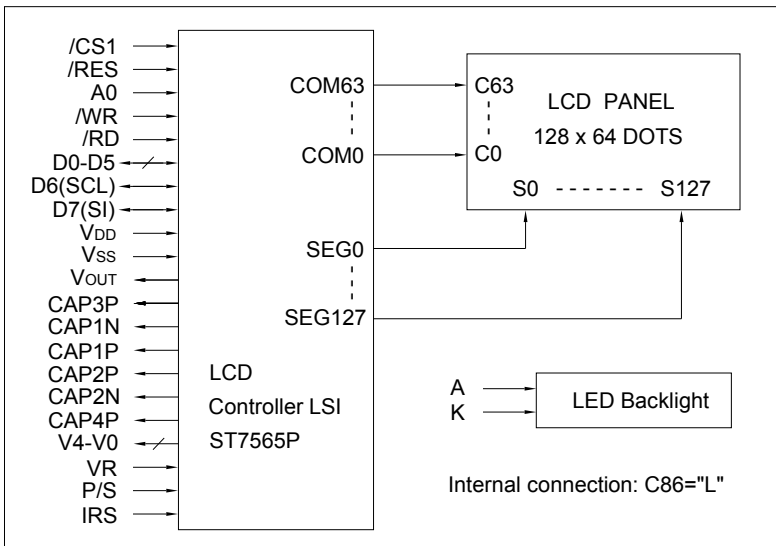 /CS1
/RES
A0
/WR
/RD
D0-D5
D6(SCL)
D7(SI)
VDD
VSS
VOUT
CAP3P
CAP1N
CAP1P
CAP2P
CAP2N
CAP4P
V4-V0
VR
P/S
IRS
COM63
COM0
SEG0
SEG127
LCD
Controller LSI
ST7565P
C63
C0
LCD PANEL
128 x 64 DOTS
S0 S127
A
K
LED Backlight
Internal connection: C86="L"